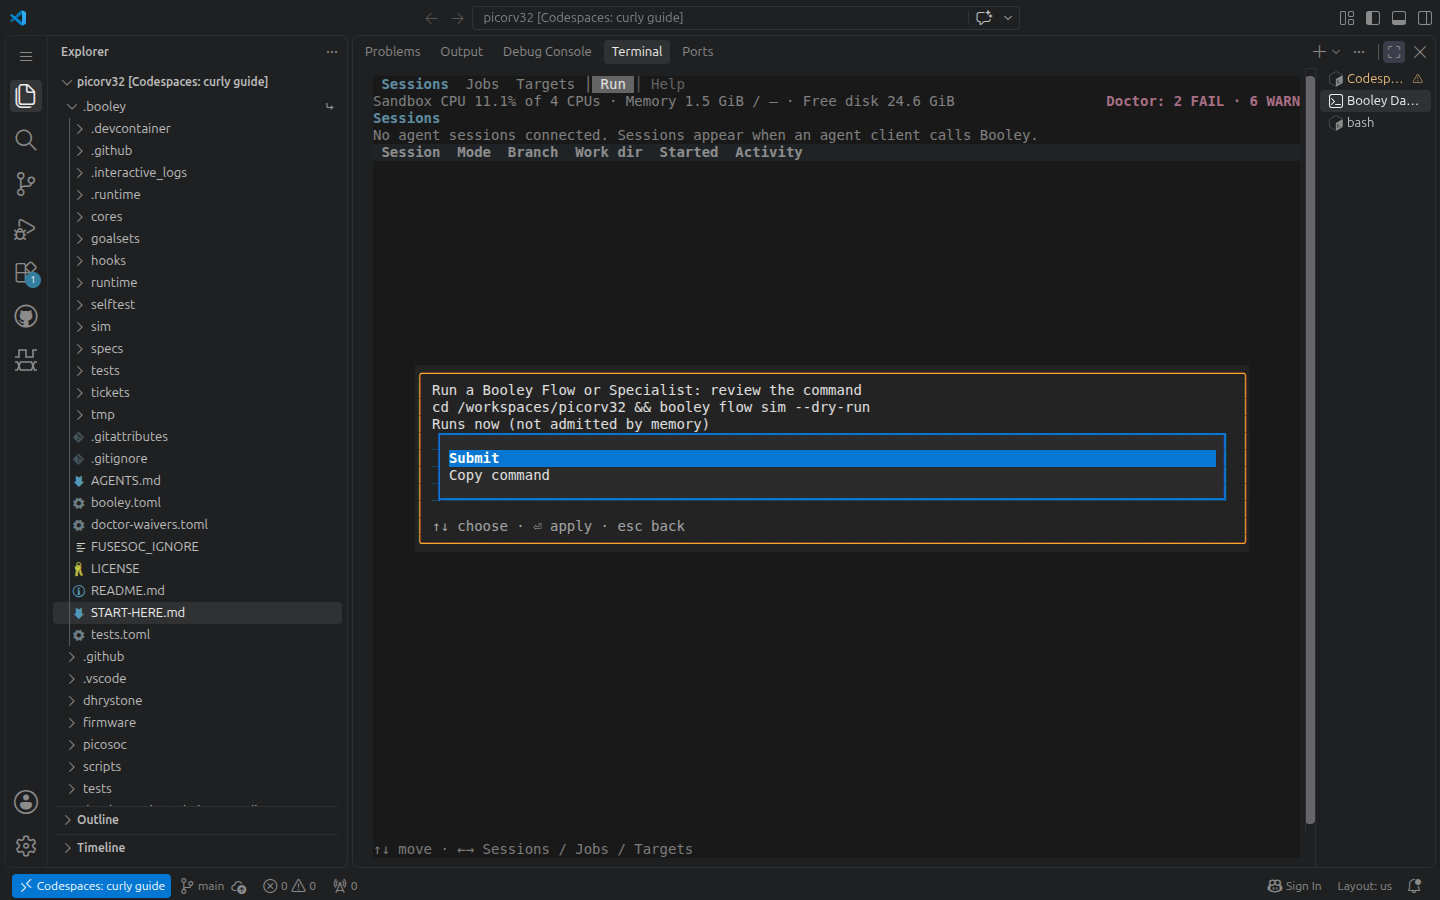 picorv32 [Codespaces: curly guide]
Explorer
picorv32 [Codespaces: curly guide]
.booley
.devcontainer
.github
.interactive_logs
.runtime
cores
goalsets
hooks
runtime
selftest
sim
specs
tests
tickets
tmp
.gitattributes
.gitignore
AGENTS.md
booley.toml
doctor-waivers.toml
FUSESOC_IGNORE
LICENSE
README.md
START-HERE.md
tests.toml
.github
.vscode
dhrystone
firmware
picosoc
scripts
tests
Outline
Timeline
1
Problems Output Debug Console Terminal Ports
Sessions Jobs Targets │ Run │ Help
Sandbox CPU 11.1% of 4 CPUs · Memory 1.5 GiB / — · Free disk 24.6 GiB Doctor: 2 FAIL · 6 WARN
Sessions
No agent sessions connected. Sessions appear when an agent client calls Booley.
Session Mode Branch Work dir Started Activity
Run a Booley Flow or Specialist: review the command
cd /workspaces/picorv32 && booley flow sim --dry-run
Runs now (not admitted by memory)
Submit
Copy command
↑↓ choose · ⏎ apply · esc back
↑↓ move · ←→ Sessions / Jobs / Targets
Codesp...
Booley Da...
bash
Codespaces: curly guide main 0 0 0 Sign In Layout: us